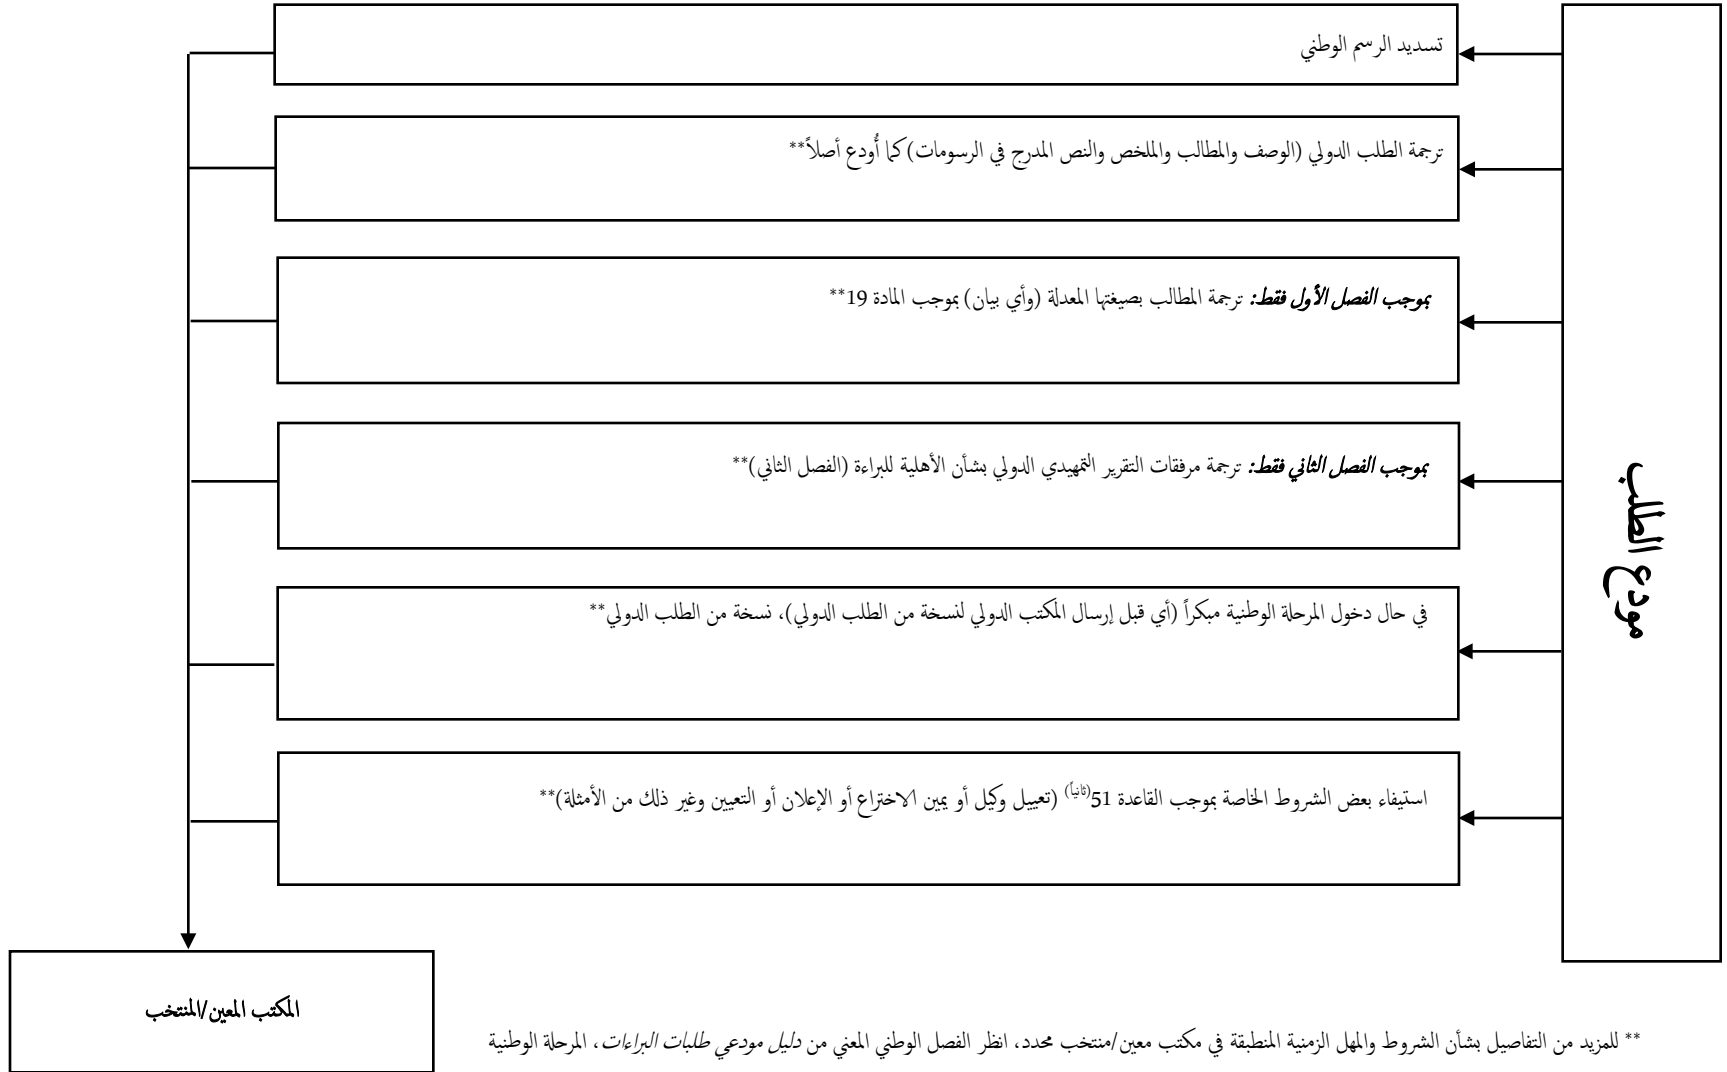 تسديد الرسم الوطني
ترجمة الطلب الدولي (الوصف والمطالب والملخص والنص المدرج في الرسومات) كما أُودع أصلاً**
بموجب الفصل الأول فقط: ترجمة المطالب بصيغتها المعدلة (وأي بيان) بموجب المادة 19**
بموجب الفصل الثاني فقط: ترجمة مرفقات التقرير التمهيدي الدولي بشأن الأهلية للبراءة (الفصل الثاني)**
في حال دخول المرحلة الوطنية مبكراً (أي قبل إرسال المكتب الدولي لنسخة من الطلب الدولي)، نسخة من الطلب الدولي**
استيفاء بعض الشروط الخاصة بموجب القاعدة 51(ثانياً) (تعييل وكيل أو يمين الاختراع أو الإعلان أو التعيين وغير ذلك من الأمثلة)**
مودع الطلب
المكتب المعين/المنتخب
** للمزيد من التفاصيل بشأن الشروط والمهل الزمنية المنطبقة في مكتب معين/منتخب محدد، انظر الفصل الوطني المعني من دليل مودعي طلبات البراءات، المرحلة الوطنية